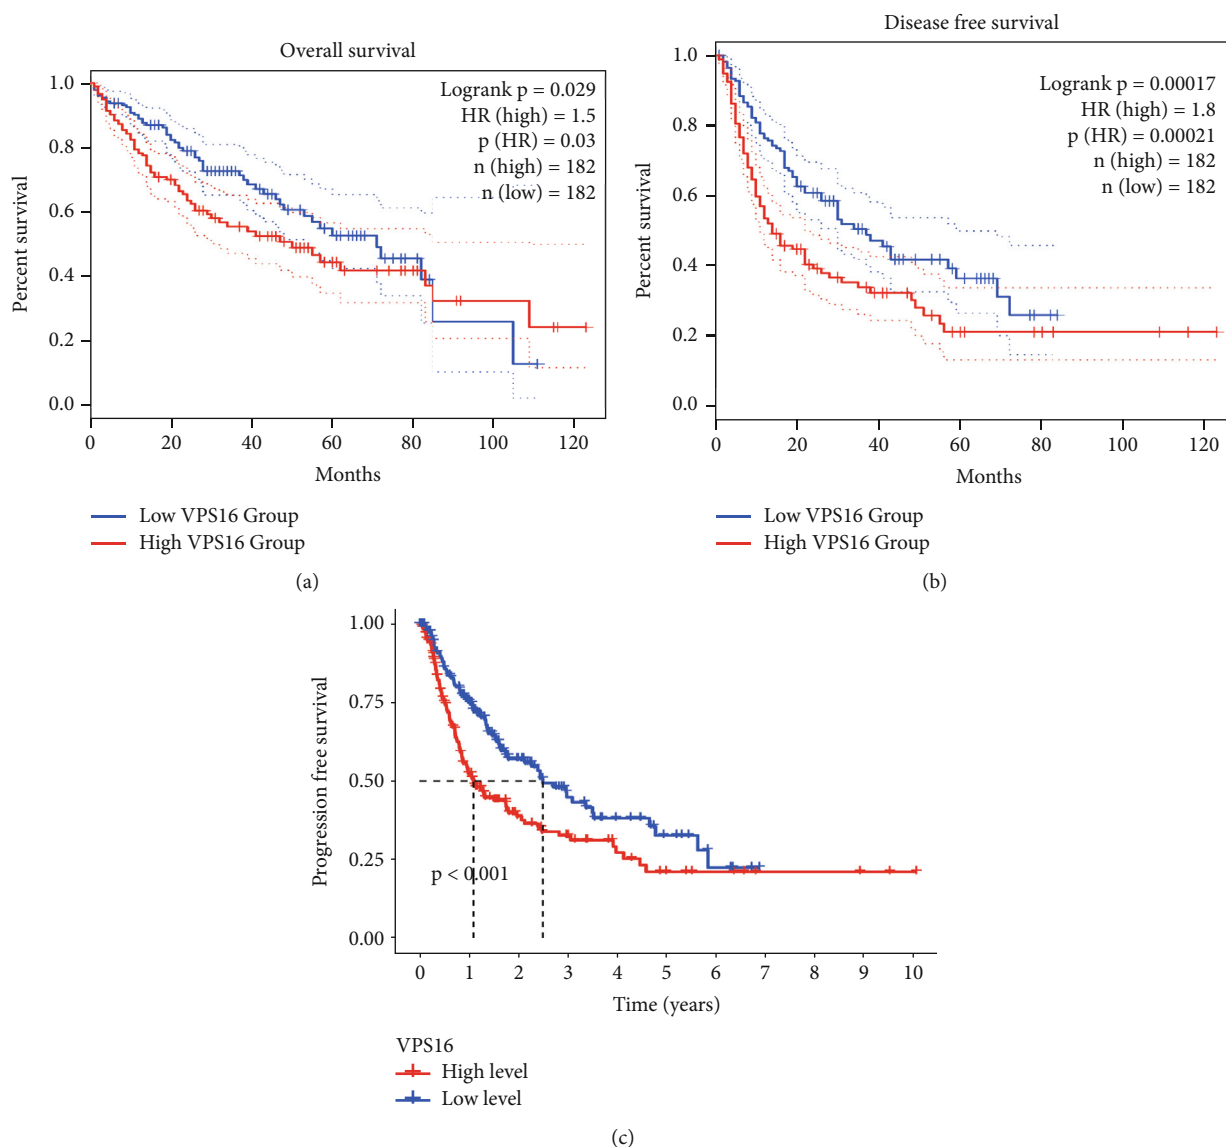 Overall survival
Logrank p = 0.029
HR (high) = 1.5
p (HR) = 0.03
n (high) = 182
n (low) = 182
Percent survival
1.0
0.8
0.6
0.4
0.2
0.0
0 20 40 60 80 100 120
Months
Low VPS16 Group
High VPS16 Group
(a)
Disease free survival
Logrank p = 0.00017
HR (high) = 1.8
p (HR) = 0.00021
n (high) = 182
n (low) = 182
Percent survival
1.0
0.8
0.6
0.4
0.2
0.0
0 20 40 60 80 100 120
Months
Low VPS16 Group
High VPS16 Group
(b)
Progression free survival
1.00
0.75
0.50
0.25
0.00
p < 0.001
0 1 2 3 4 5 6 7 8 9 10
Time (years)
VPS16
High level
Low level
(c)